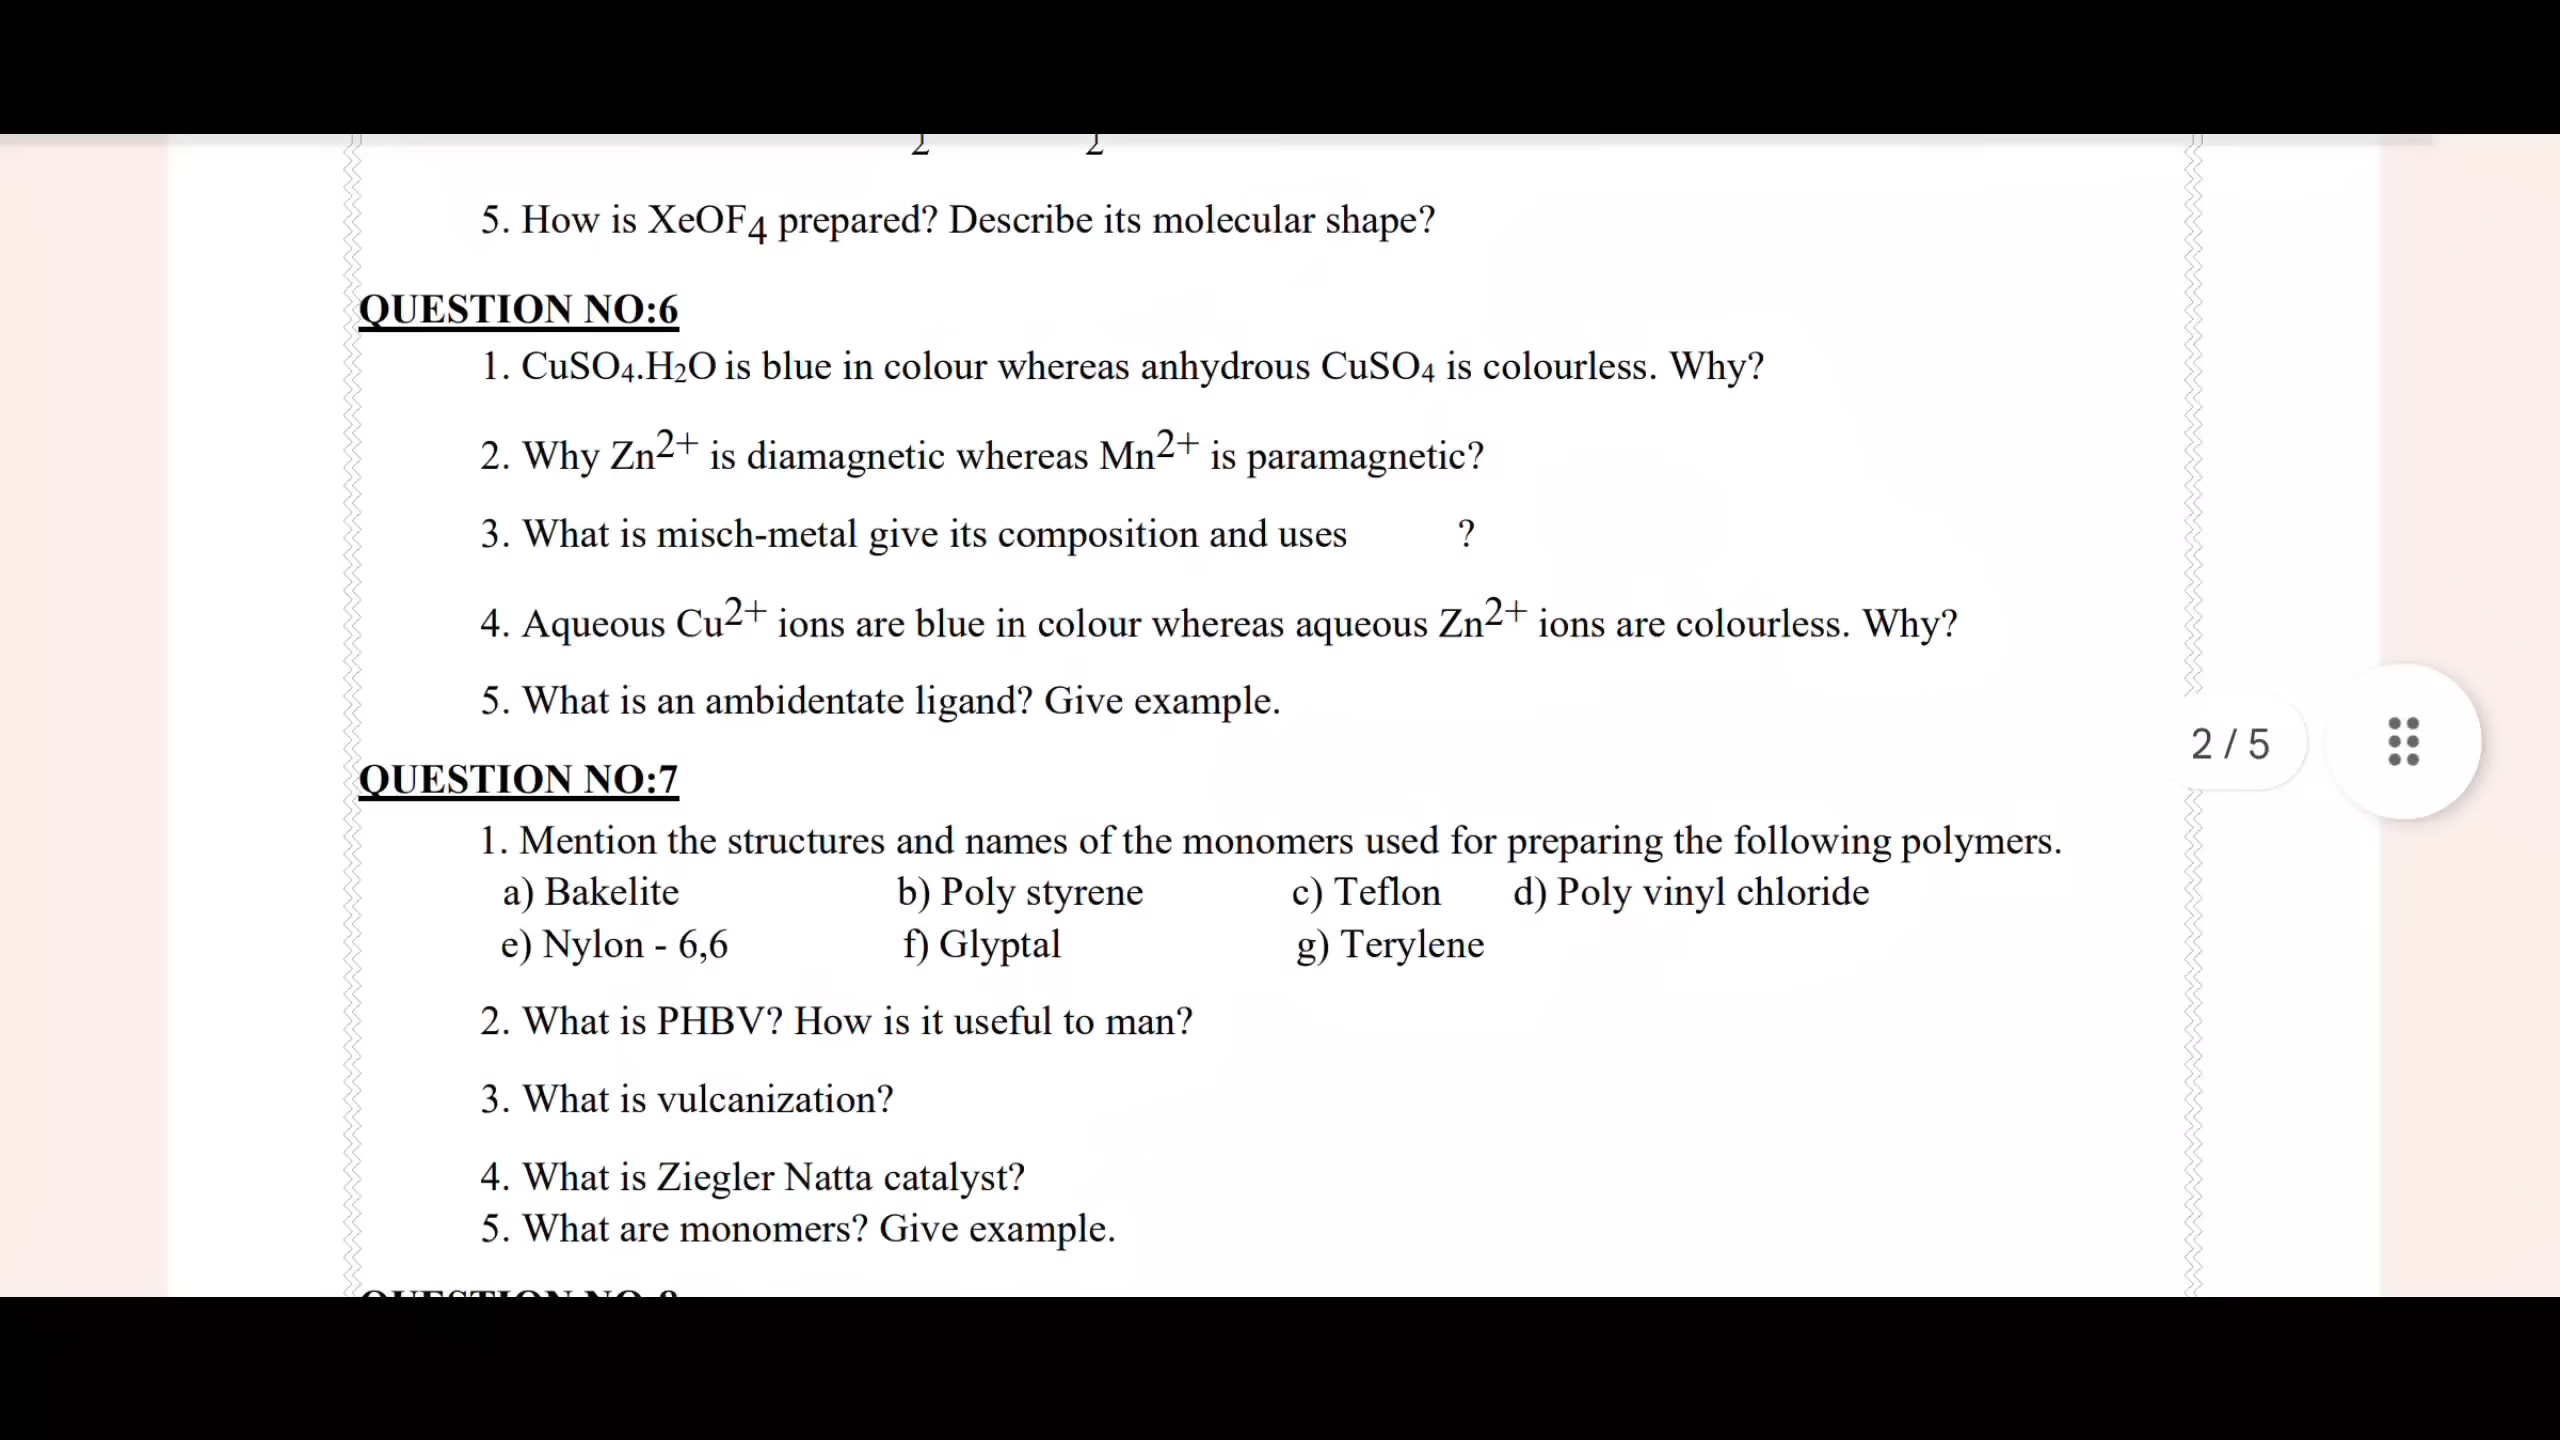 5. How is XeOF4 prepared? Describe its molecular shape?
QUESTION NO:6
1. CuSO4.H2O is blue in colour whereas anhydrous CuSO4 is colourless. Why?
2. Why Zn2+ is diamagnetic whereas Mn2+ is paramagnetic?
3. What is misch-metal give its composition and uses ?
4. Aqueous Cu2+ ions are blue in colour whereas aqueous Zn2+ ions are colourless. Why?
5. What is an ambidentate ligand? Give example.
2 / 5
QUESTION NO:7
1. Mention the structures and names of the monomers used for preparing the following polymers.
a) Bakelite b) Poly styrene c) Teflon d) Poly vinyl chloride
e) Nylon - 6,6 f) Glyptal g) Terylene
2. What is PHBV? How is it useful to man?
3. What is vulcanization?
4. What is Ziegler Natta catalyst?
5. What are monomers? Give example.